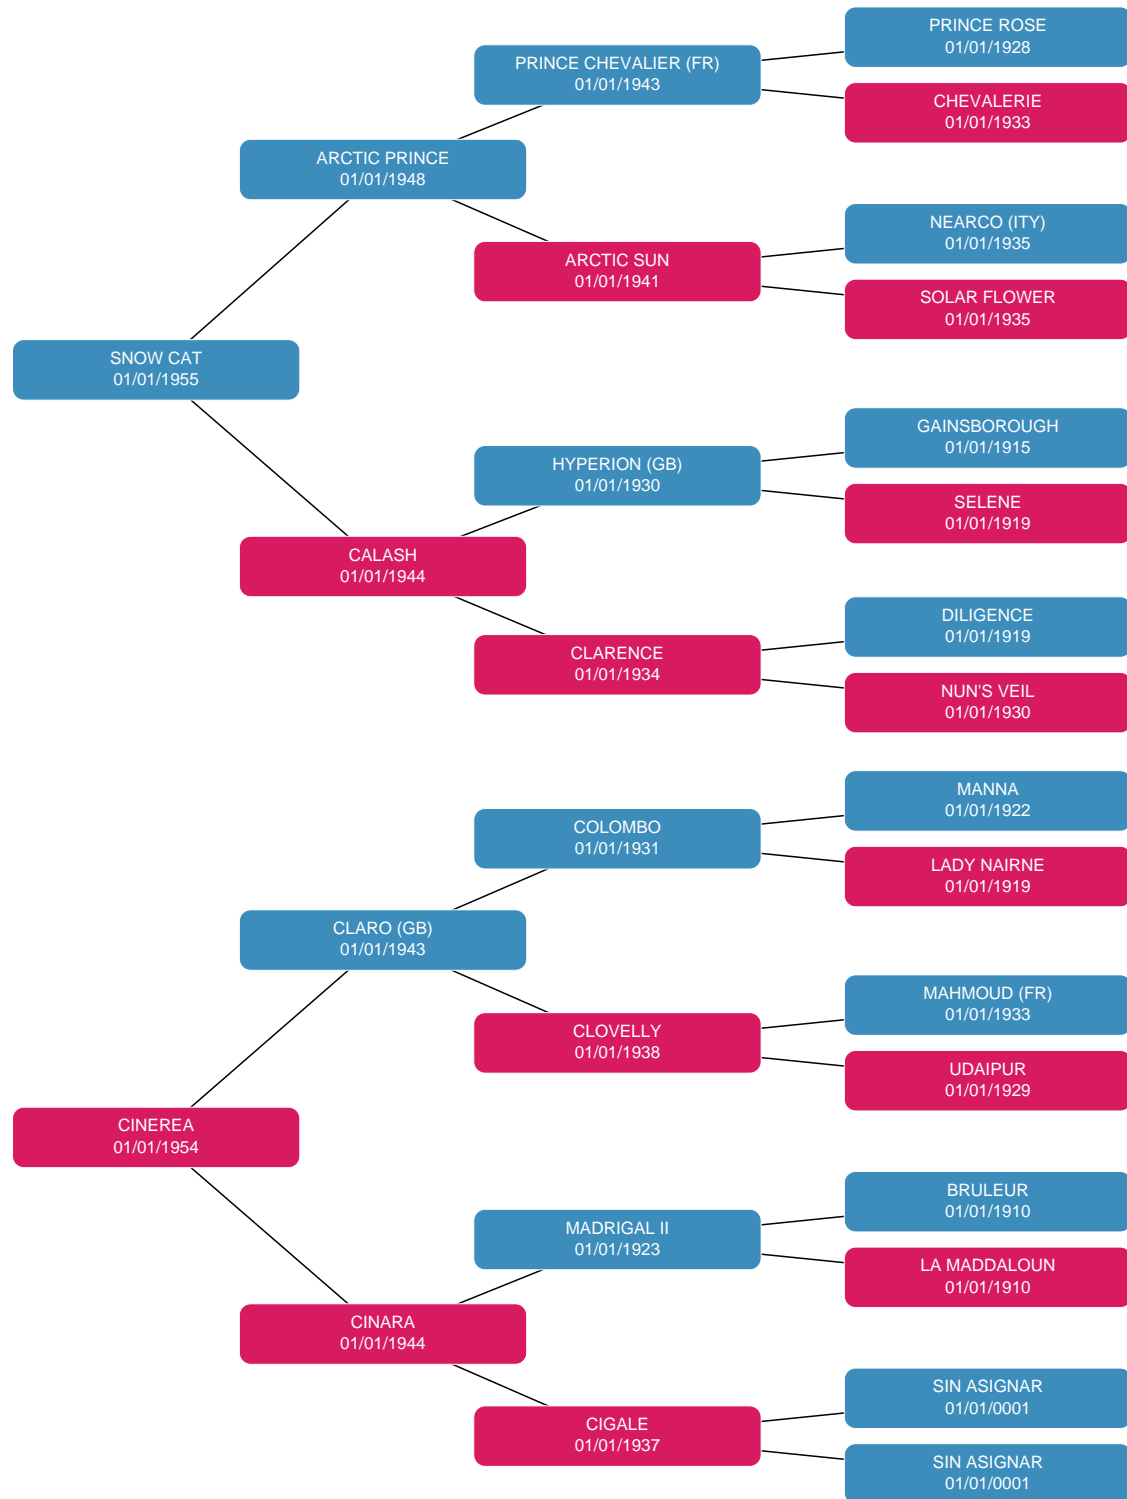 PRINCE ROSE
01/01/1928
PRINCE CHEVALIER (FR)
01/01/1943
CHEVALERIE
01/01/1933
ARCTIC PRINCE
01/01/1948
NEARCO (ITY)
01/01/1935
ARCTIC SUN
01/01/1941
SOLAR FLOWER
01/01/1935
SNOW CAT
01/01/1955
GAINSBOROUGH
01/01/1915
HYPERION (GB)
01/01/1930
SELENE
01/01/1919
CALASH
01/01/1944
DILIGENCE
01/01/1919
CLARENCE
01/01/1934
NUN'S VEIL
01/01/1930
MANNA
01/01/1922
COLOMBO
01/01/1931
LADY NAIRNE
01/01/1919
CLARO (GB)
01/01/1943
MAHMOUD (FR)
01/01/1933
CLOVELLY
01/01/1938
UDAIPUR
01/01/1929
CINEREA
01/01/1954
BRULEUR
01/01/1910
MADRIGAL II
01/01/1923
LA MADDALOUN
01/01/1910
CINARA
01/01/1944
SIN ASIGNAR
01/01/0001
CIGALE
01/01/1937
SIN ASIGNAR
01/01/0001